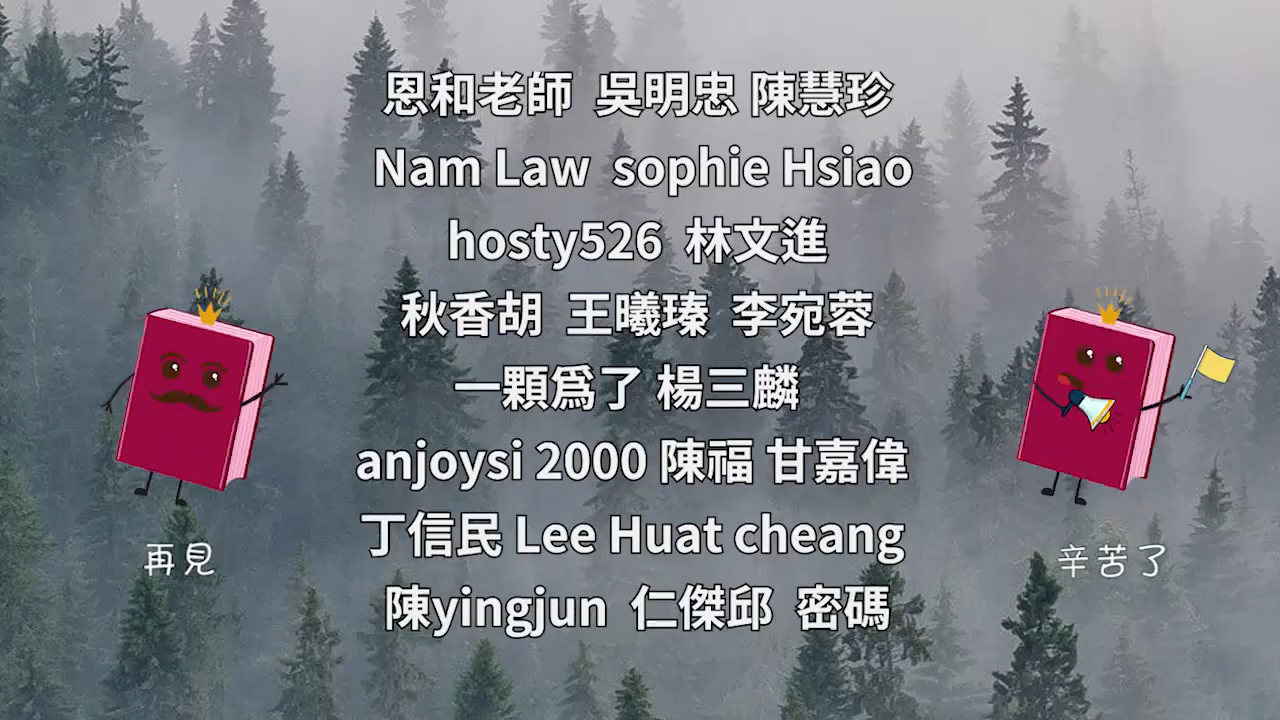 恩和老師 吳明忠 陳慧珍
Nam Law sophie Hsiao
hosty526 林文進
秋香胡 王曦瑧 李宛蓉
一顆爲了 楊三麟
anjoysi 2000 陳福 甘嘉偉
丁信民 Lee Huat cheang
陳yingjun 仁傑邱 密碼
再見
辛苦了